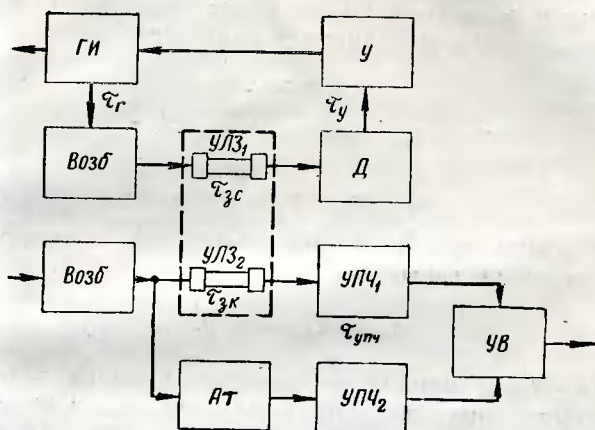 ГИ
У
τг
τу
Возб
УЛЗ1
τзс
Д
Возб
УЛЗ2
τзк
УПЧ1
τупч
УВ
Ат
УПЧ2